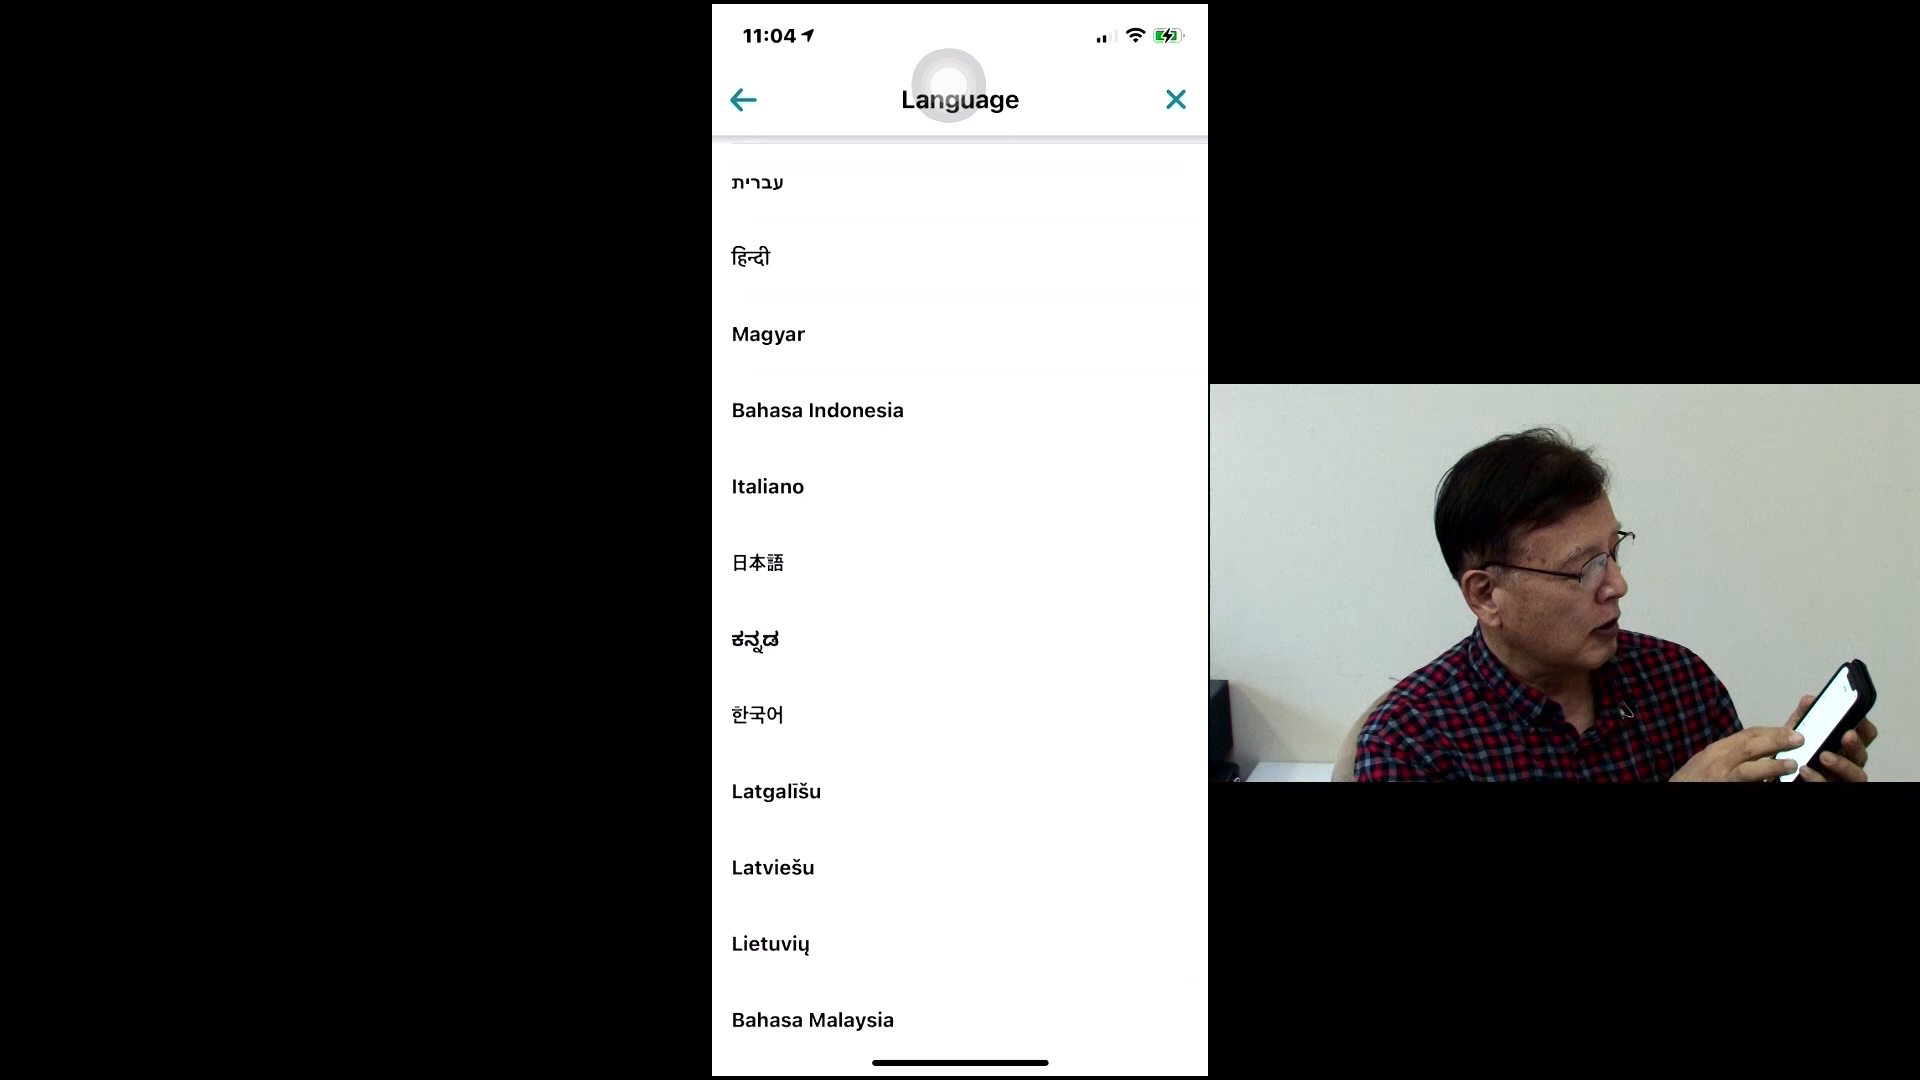 11:04
Language
עברית
हिन्दी
Magyar
Bahasa Indonesia
Italiano
日本語
ಕನ್ನಡ
한국어
Latgalīšu
Latviešu
Lietuvių
Bahasa Malaysia